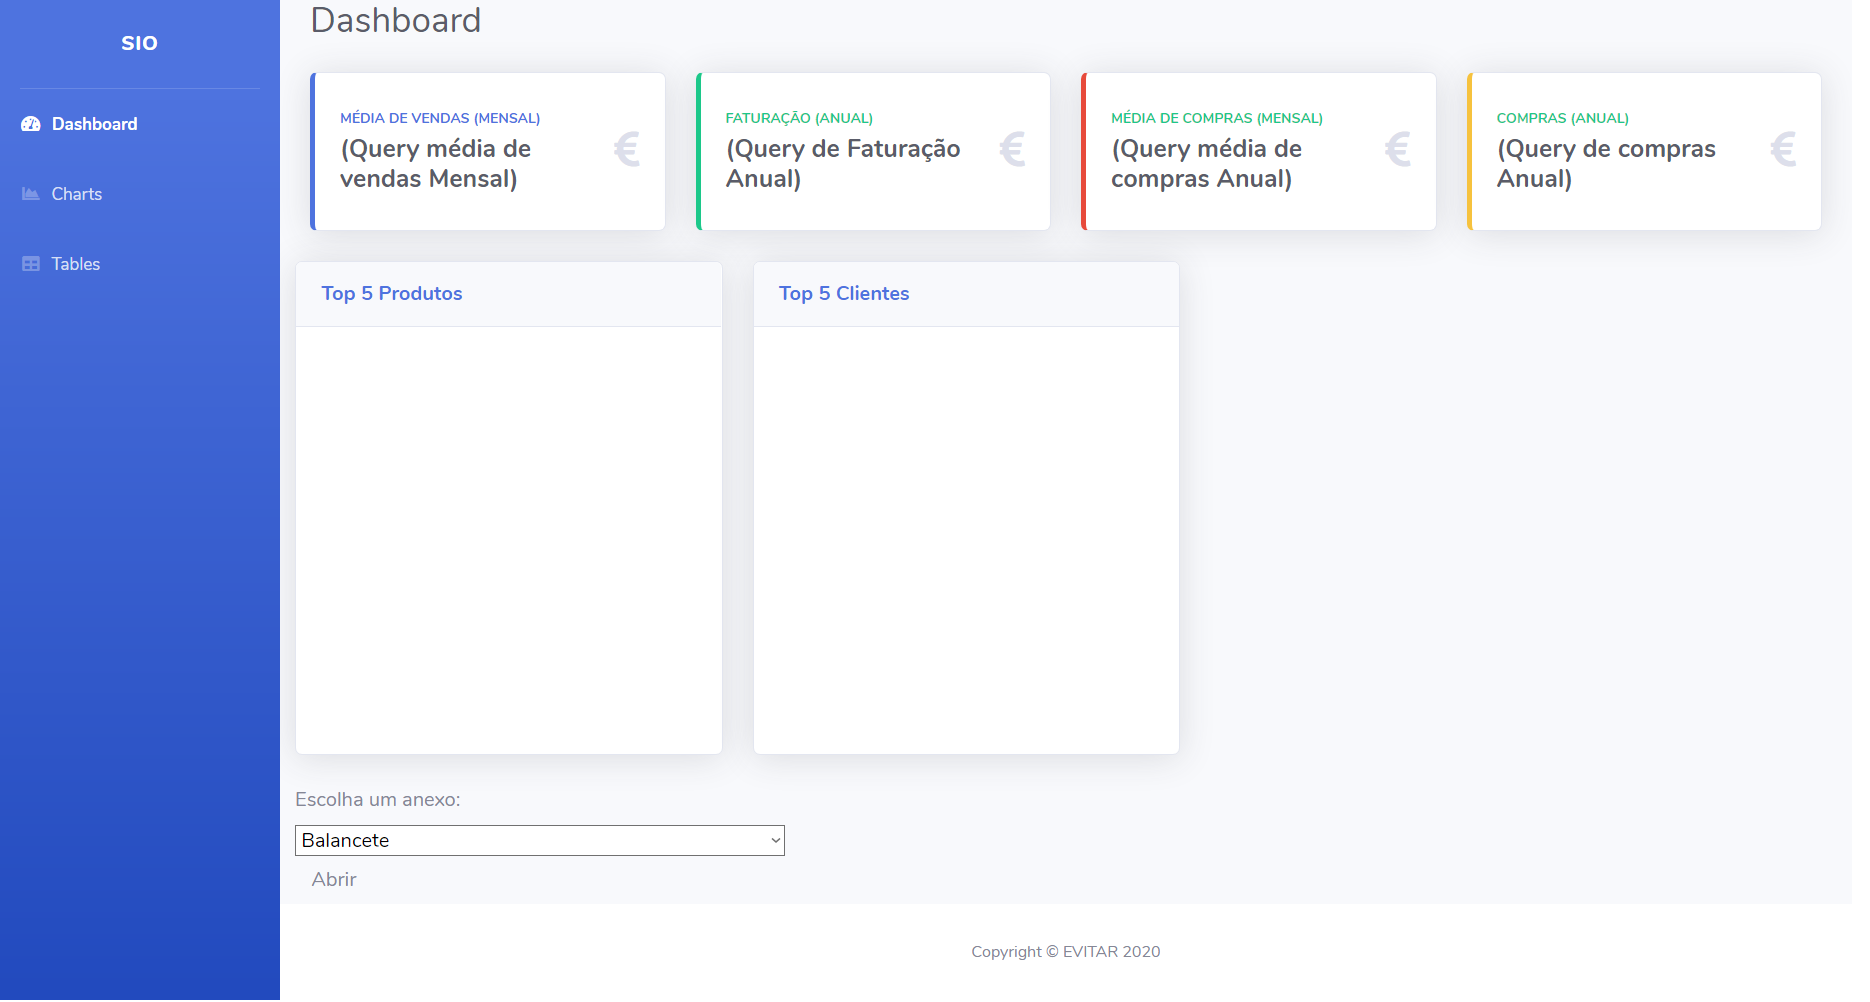 SIO
Dashboard
Charts
Tables
Dashboard
MÉDIA DE VENDAS (MENSAL)
(Query média de
vendas Mensal)
FATURAÇÃO (ANUAL)
(Query de Faturação
Anual)
MÉDIA DE COMPRAS (MENSAL)
(Query média de
compras Anual)
COMPRAS (ANUAL)
(Query de compras
Anual)
Top 5 Produtos
Top 5 Clientes
Escolha um anexo:
Balancete
Abrir
Copyright © EVITAR 2020